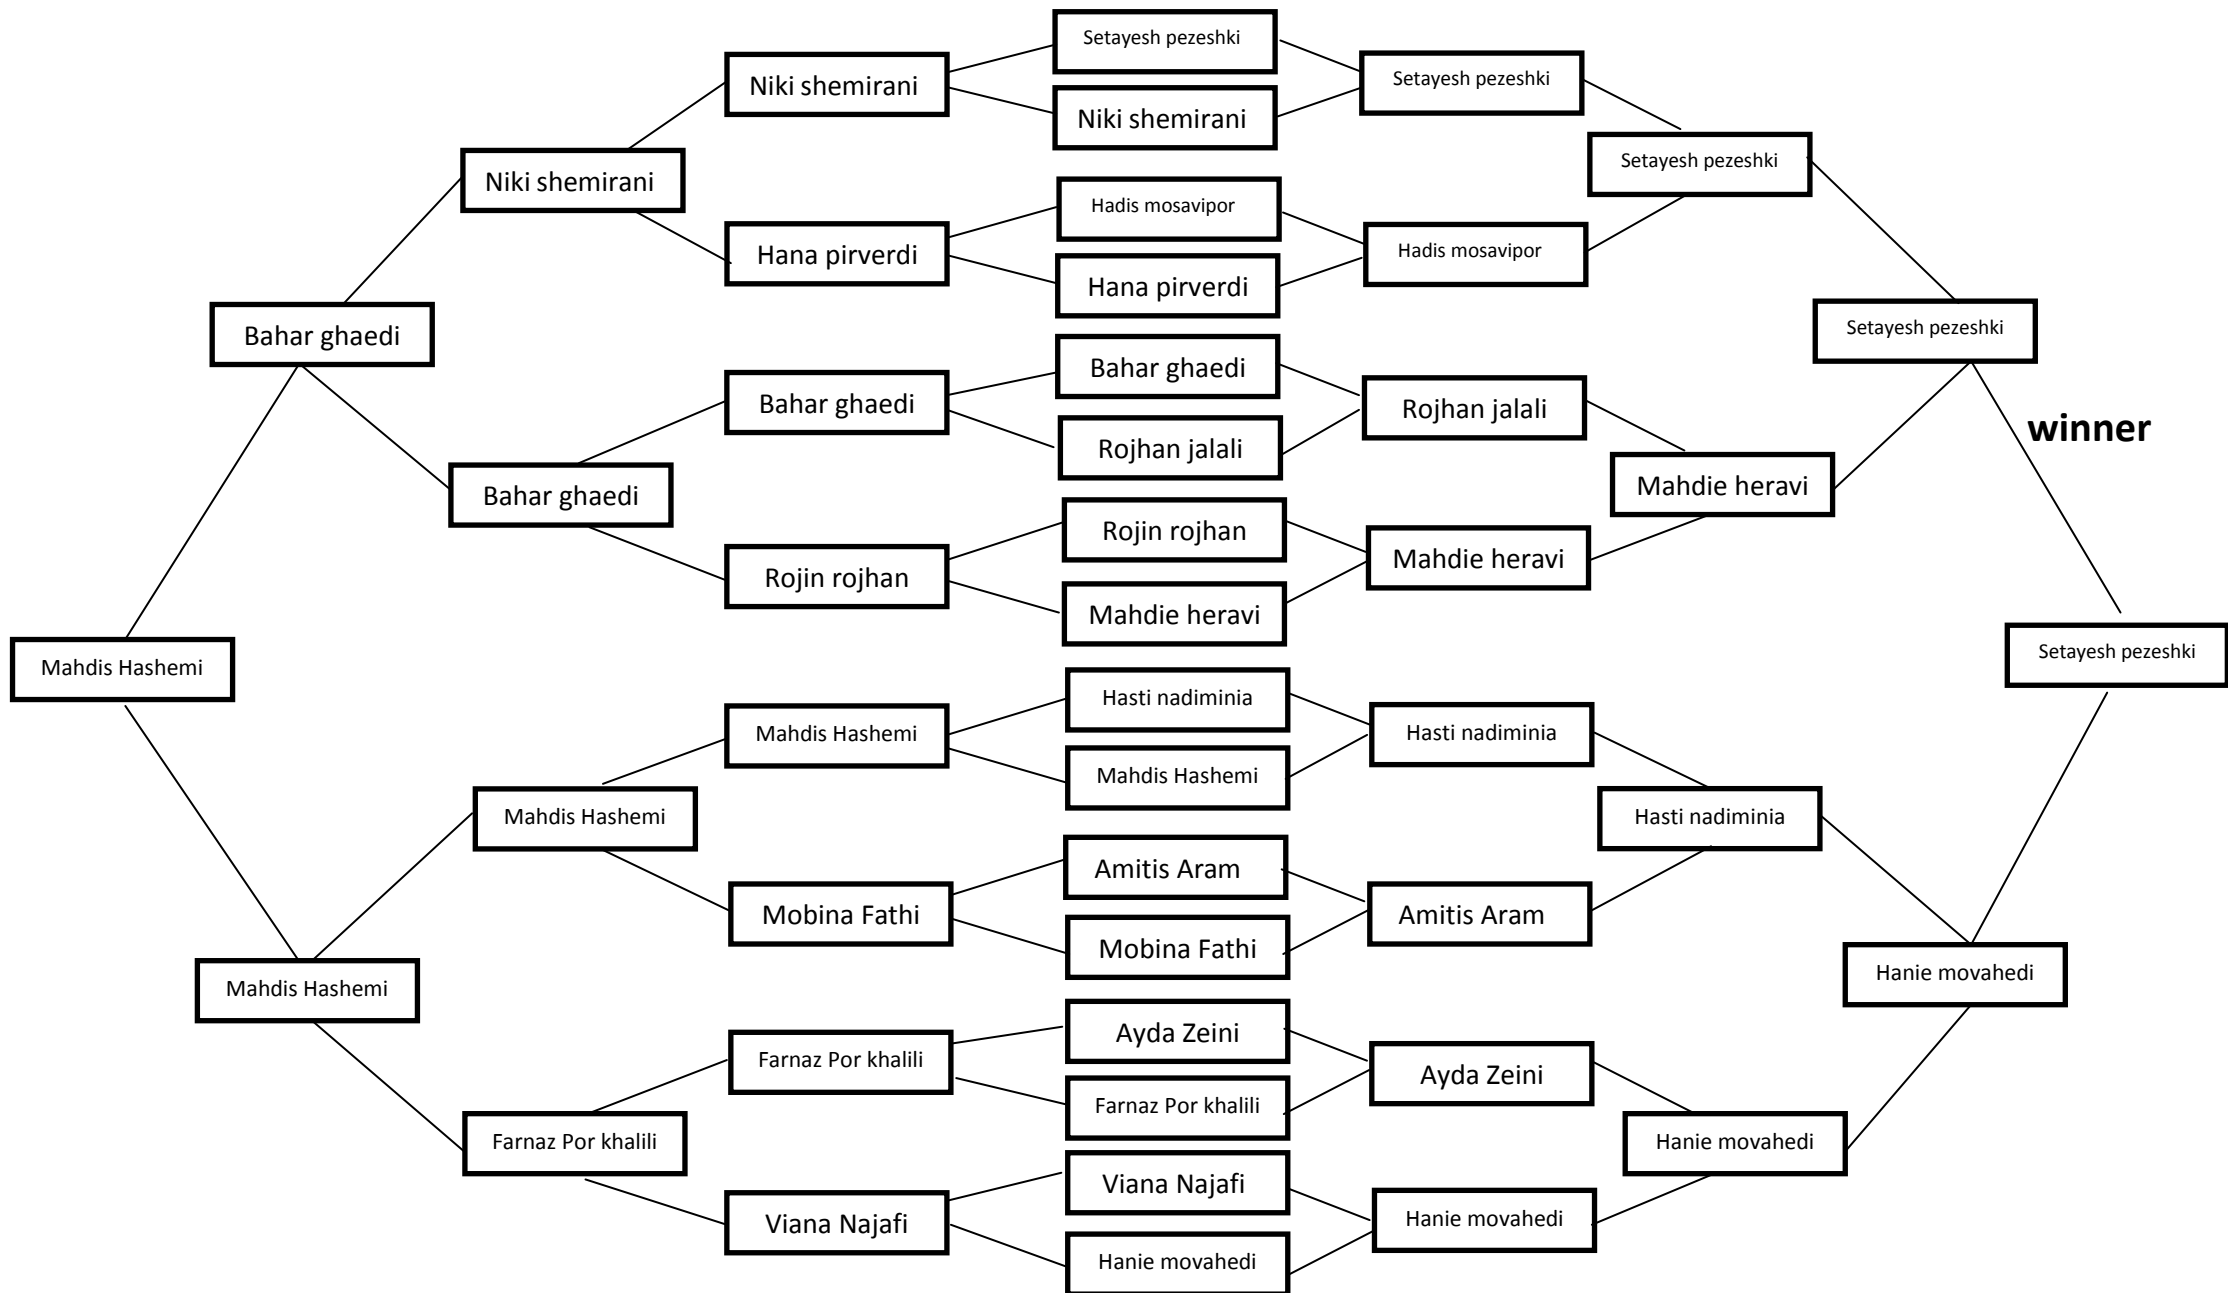 Setayesh pezeshki
Niki shemirani
Setayesh pezeshki
Niki shemirani
Setayesh pezeshki
Niki shemirani
Hadis mosavipor
Hana pirverdi
Hadis mosavipor
Hana pirverdi
Setayesh pezeshki
Bahar ghaedi
Bahar ghaedi
Bahar ghaedi
Rojhan jalali
Rojhan jalali
winner
Bahar ghaedi
Mahdie heravi
Rojin rojhan
Mahdie heravi
Rojin rojhan
Mahdie heravi
Mahdis Hashemi
Setayesh pezeshki
Hasti nadiminia
Mahdis Hashemi
Hasti nadiminia
Mahdis Hashemi
Mahdis Hashemi
Hasti nadiminia
Amitis Aram
Mobina Fathi
Amitis Aram
Mobina Fathi
Mahdis Hashemi
Hanie movahedi
Ayda Zeini
Farnaz Por khalili
Ayda Zeini
Farnaz Por khalili
Farnaz Por khalili
Hanie movahedi
Viana Najafi
Viana Najafi
Hanie movahedi
Hanie movahedi